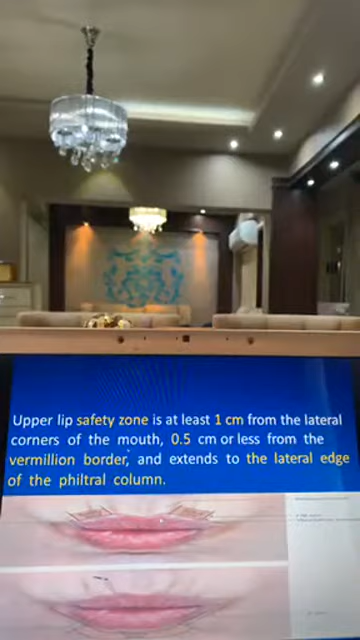 Upper lip safety zone is at least 1 cm from the lateral
corners of the mouth, 0.5 cm or less from the
vermillion border, and extends to the lateral edge
of the philtral column.